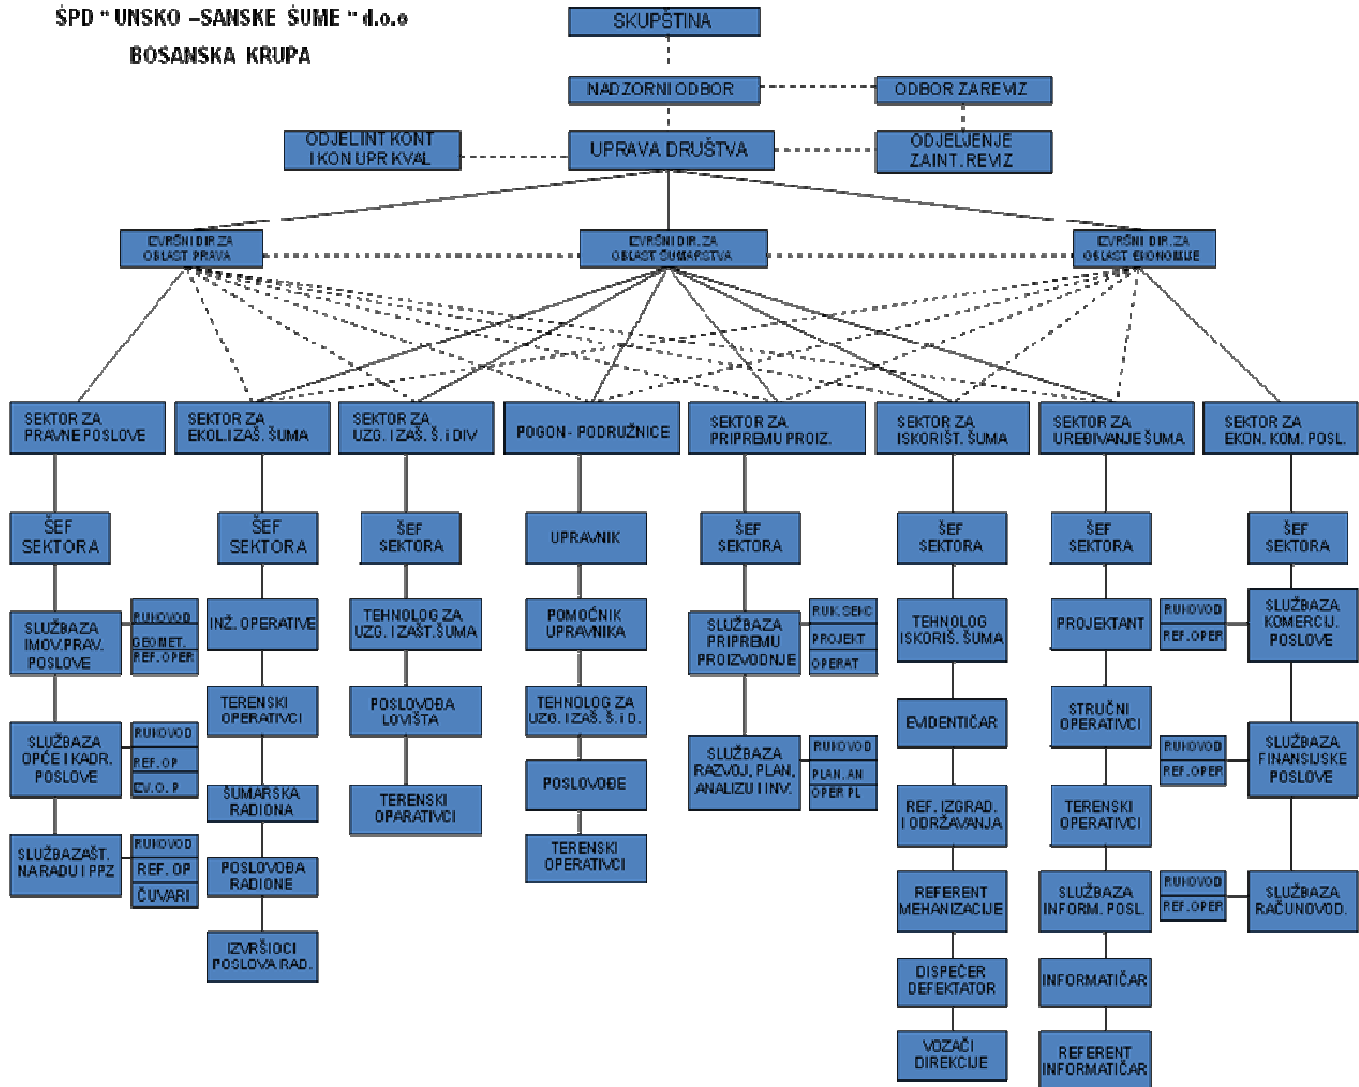 ŠPD " UNSKO –SANSKE ŠUME " d.o.o
BOSANSKA KRUPA
SKUPŠTINA
NADZORNI ODBOR
ODBOR ZA REVIZ
ODJEL INT KONT
I KON UPR KVAL
UPRAVA DRUŠTVA
ODJELJENJE
ZA INT. REVIZ
IZVRŠNI DIR. ZA
OBLAST PRAVA
IZVRŠNI DIR. ZA
OBLAST ŠUMARSTVA
IZVRŠNI DIR. ZA
OBLAST EKONOMIJE
SEKTOR ZA
PRAVNE POSLOVE
SEKTOR ZA
EKOL. I ZAŠ. ŠUMA
SEKTOR ZA
UZG. I ZAŠ. Š. i DIV
POGON - PODRUŽNICE
SEKTOR ZA
PRIPREMU PROIZ.
SEKTOR ZA
ISKORIŠT. ŠUMA
SEKTOR ZA
UREĐIVANJE ŠUMA
SEKTOR ZA
EKON. KOM. POSL.
ŠEF
SEKTORA
SLUŽBA ZA
IMOV.PRAV.
POSLOVE
RUKOVOD
GEOMET.
REF.OPER
SLUŽBA ZA
OPĆE I KADR.
POSLOVE
RUKOVOD
REF.OP
EV.O.P
SLUŽBA ZAŠT.
NA RADU I PPZ
RUKOVOD
REF. OP
ČUVARI
ŠEF
SEKTORA
INŽ. OPERATIVE
TERENSKI
OPERATIVCI
ŠUMARSKA
RADIONA
POSLOVOĐA
RADIONE
IZVRŠIOCI
POSLOVA RAD.
ŠEF
SEKTORA
TEHNOLOG ZA
UZG. I ZAŠT. ŠUMA
POSLOVOĐA
LOVIŠTA
TERENSKI
OPARATIVCI
UPRAVNIK
POMOĆNIK
UPRAVNIKA
TEHNOLOG ZA
UZG. I ZAŠ. Š. i D.
POSLOVOĐE
TERENSKI
OPERATIVCI
ŠEF
SEKTORA
SLUŽBA ZA
PRIPREMU
PROIZVODNJE
RUK.SEKC
PROJEKT
OPERAT
SLUŽBA ZA
RAZVOJ, PLAN,
ANALIZU I INV.
RUKOVOD
PLAN. AN
OPER PL
ŠEF
SEKTORA
TEHNOLOG
ISKORIŠ. ŠUMA
EVIDENTIČAR
REF. IZGRAD.
I ODRŽAVANJA
REFERENT
MEHANIZACIJE
DISPEČER
DEFEKTATOR
VOZAČI
DIREKCIJE
ŠEF
SEKTORA
PROJEKTANT
STRUČNI
OPERATIVCI
TERENSKI
OPERATIVCI
SLUŽBA ZA
INFORM. POSL.
INFORMATIČAR
REFERENT
INFORMATIČAR
ŠEF
SEKTORA
RUKOVOD
REF.OPER
SLUŽBA ZA
KOMERCIJ.
POSLOVE
RUKOVOD
REF.OPER
SLUŽBA ZA
FINANSIJSKE
POSLOVE
RUKOVOD
REF.OPER
SLUŽBA ZA
RAČUNOVOD.